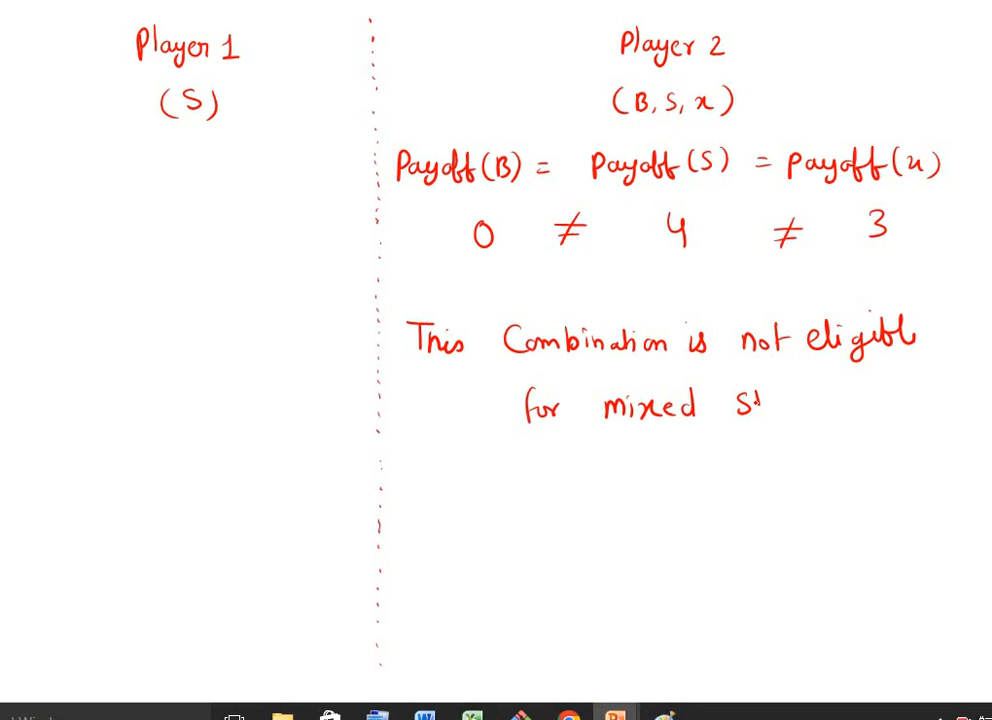 Player 1
(S)
Player 2
(B, S, x)
Payoff (B) = Payoff (S) = Payoff (x)
0 ≠ 4 ≠ 3
This Combination is not eligible
for mixed